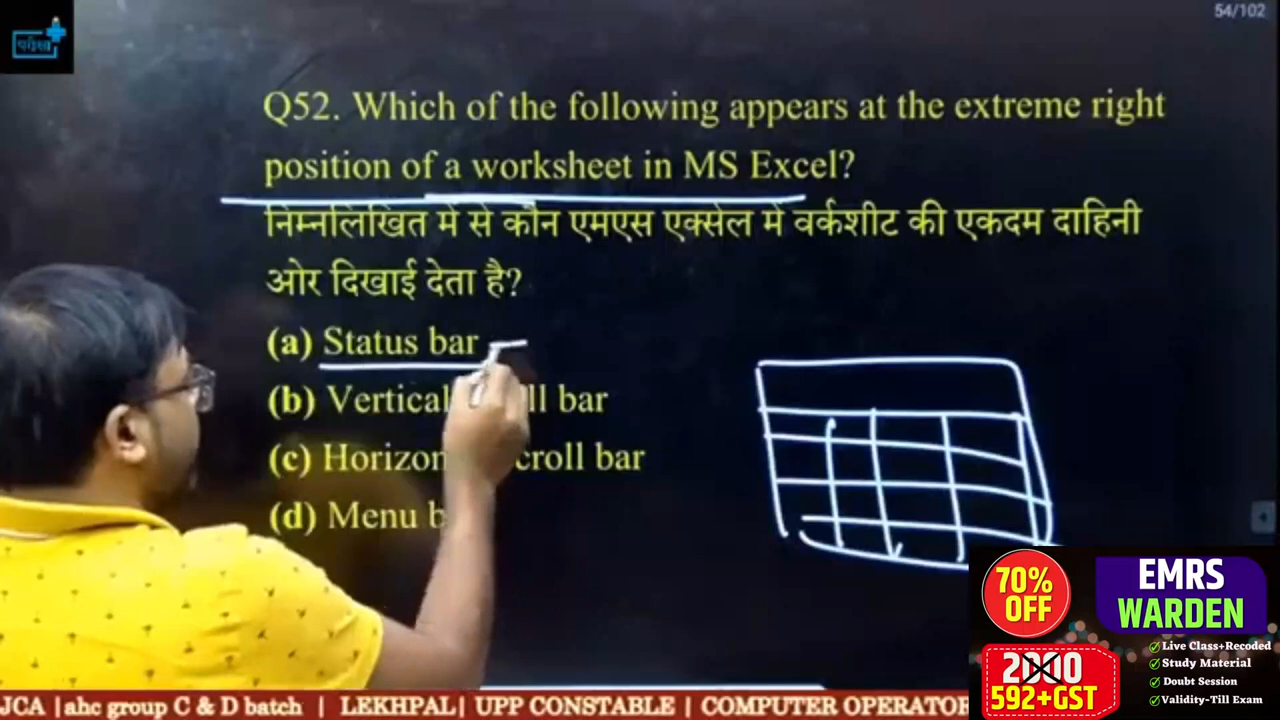 54/102
Q52. Which of the following appears at the extreme right
position of a worksheet in MS Excel?
निम्नलिखित में से कौन एमएस एक्सेल में वर्कशीट की एकदम दाहिनी
ओर दिखाई देता है?
(a) Status bar
(b) Vertical ll bar
(c) Horizon croll bar
(d) Menu b
70%
OFF
EMRS
WARDEN
2000
592+GST
Live Class+Recoded
Study Material
Doubt Session
Validity-Till Exam
JCA |ahc group C & D batch | LEKHPAL| UPP CONSTABLE | COMPUTER OPERATOR